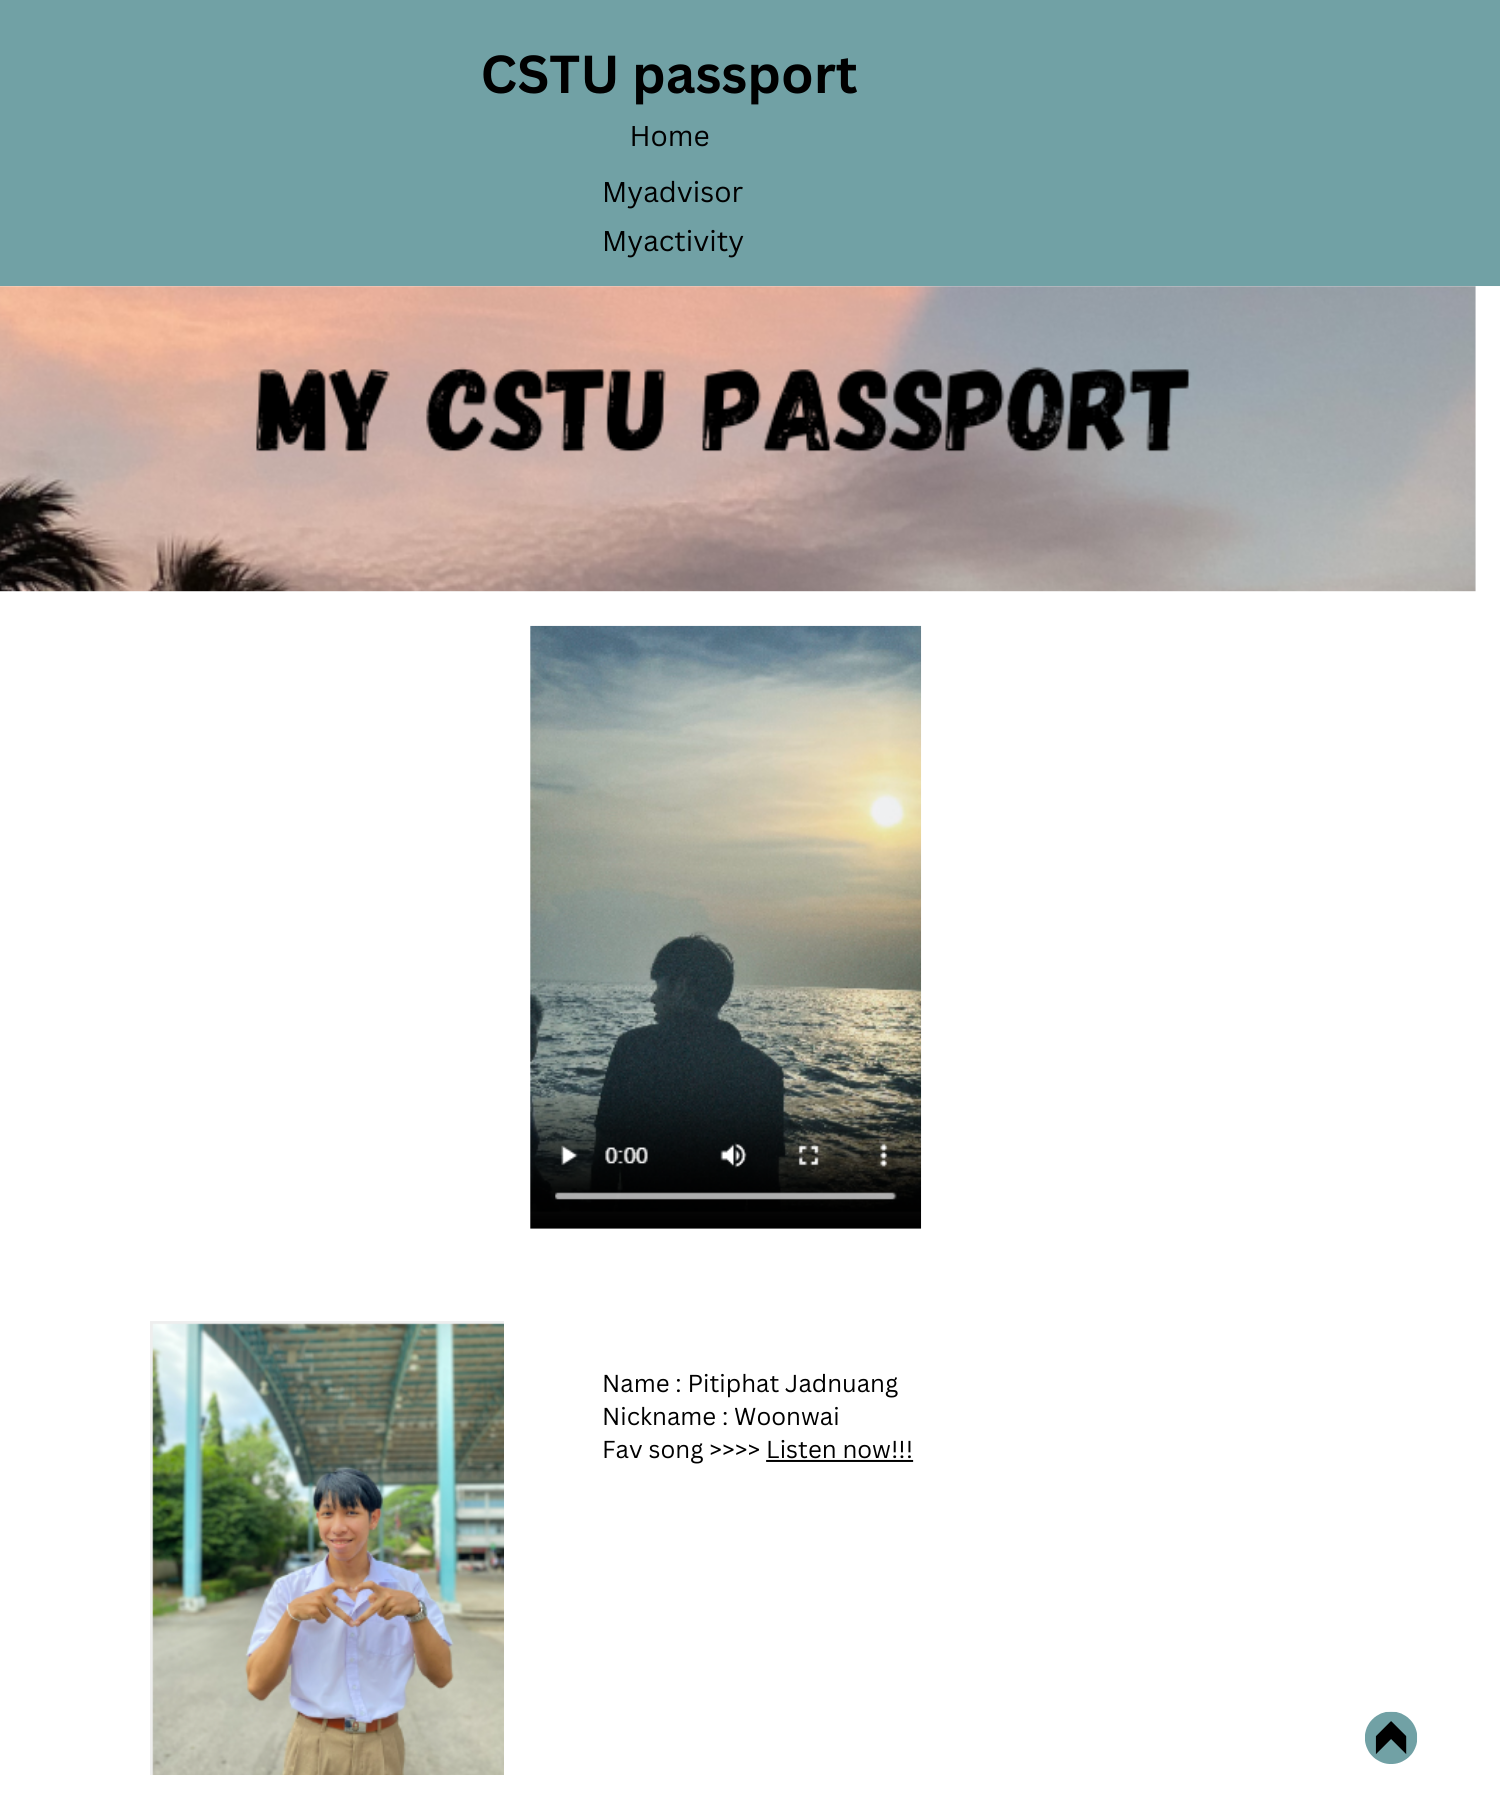 CSTU passport
Home
Myadvisor
Myactivity
MY CSTU PASSPORT
0:00
Name : Pitiphat Jadnuang
Nickname : Woonwai
Fav song >>>> Listen now!!!